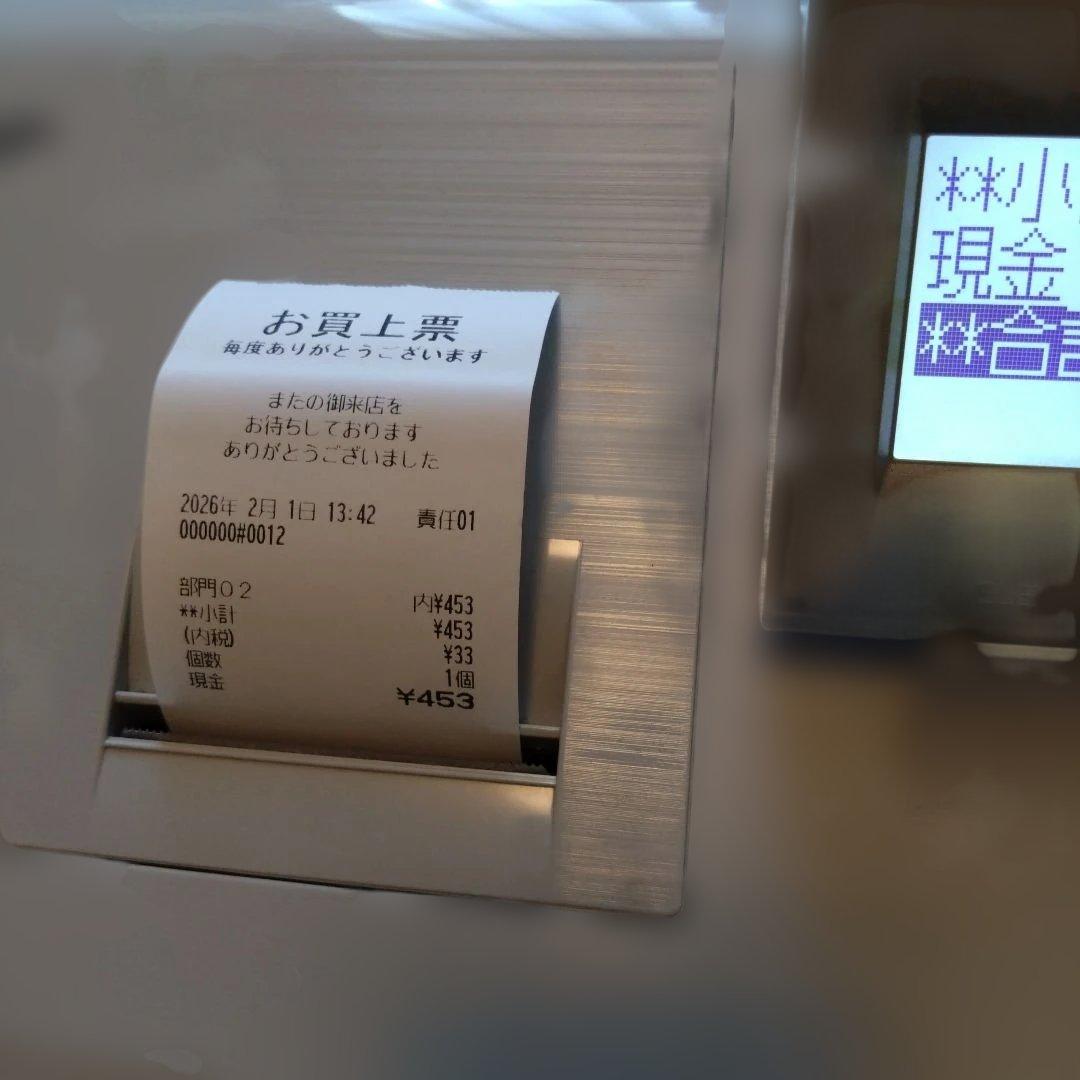 お買上票
毎度ありがとうございます
またの御来店を
お待ちしております
ありがとうございました
2026年 2月 1日 13:42 責任01
000000#0012
部門02 内¥453
**小計 ¥453
(内税) ¥33
個数 1個
現金 ¥453
**小
現金
**合